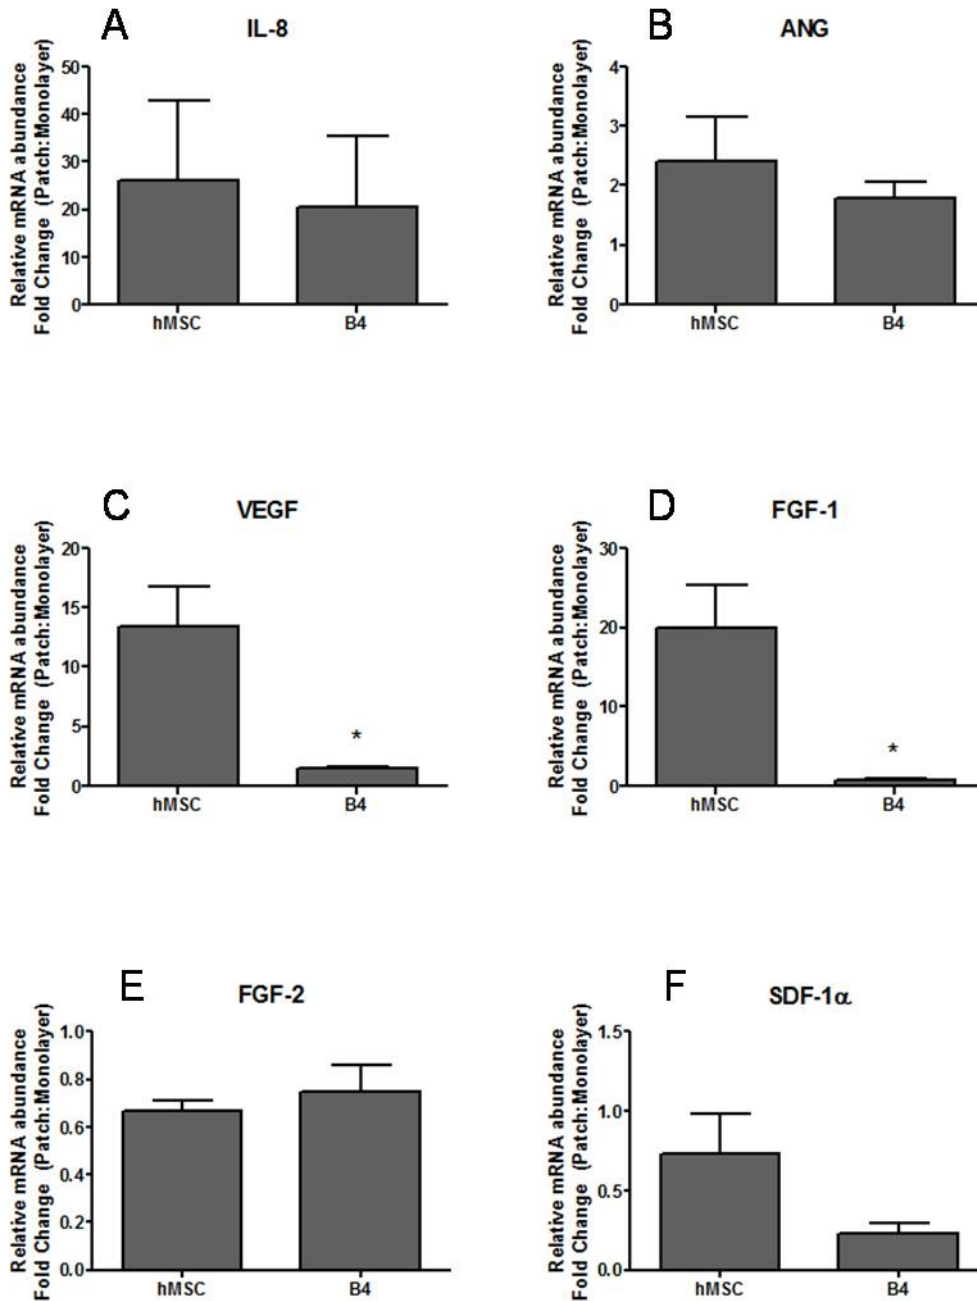 A
IL-8
Relative mRNA abundance
Fold Change (Patch:Monolayer)
50
40
30
20
10
0
hMSC
B4
B
ANG
Relative mRNA abundance
Fold Change (Patch:Monolayer)
4
3
2
1
0
hMSC
B4
C
VEGF
Relative mRNA abundance
Fold Change (Patch:Monolayer)
20
15
10
5
0
*
hMSC
B4
D
FGF-1
Relative mRNA abundance
Fold Change (Patch:Monolayer)
30
20
10
0
*
hMSC
B4
E
FGF-2
Relative mRNA abundance
Fold Change (Patch:Monolayer)
1.0
0.8
0.6
0.4
0.2
0.0
hMSC
B4
F
SDF-1α
Relative mRNA abundance
Fold Change (Patch:Monolayer)
1.5
1.0
0.5
0.0
hMSC
B4